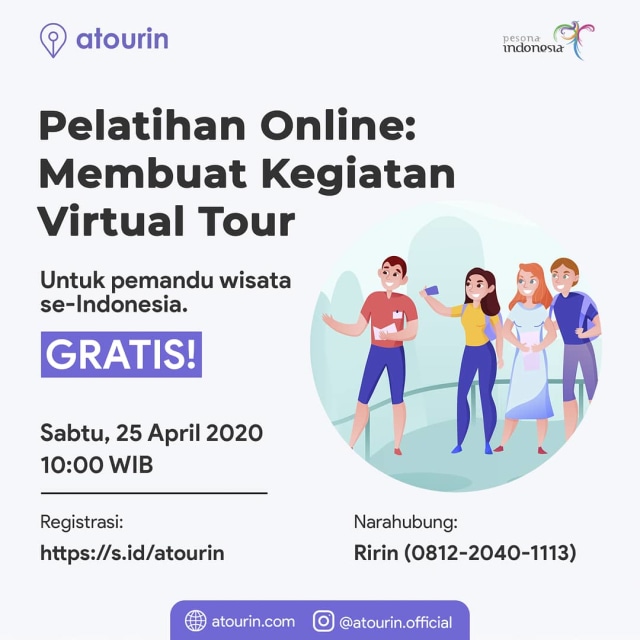 atourin
pesona
indonesia
Pelatihan Online:
Membuat Kegiatan
Virtual Tour
Untuk pemandu wisata
se-Indonesia.
GRATIS!
Sabtu, 25 April 2020
10:00 WIB
Registrasi:
https://s.id/atourin
Narahubung:
Ririn (0812-2040-1113)
atourin.com
@atourin.official